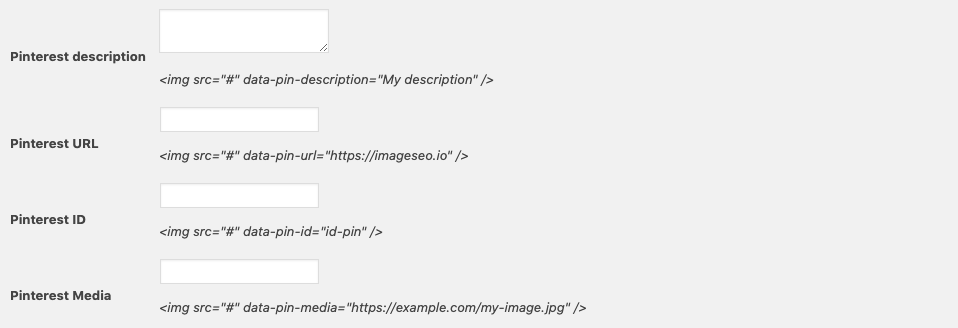 Pinterest description
<img src="#" data-pin-description="My description" />
Pinterest URL
<img src="#" data-pin-url="https://imageseo.io" />
Pinterest ID
<img src="#" data-pin-id="id-pin" />
Pinterest Media
<img src="#" data-pin-media="https://example.com/my-image.jpg" />